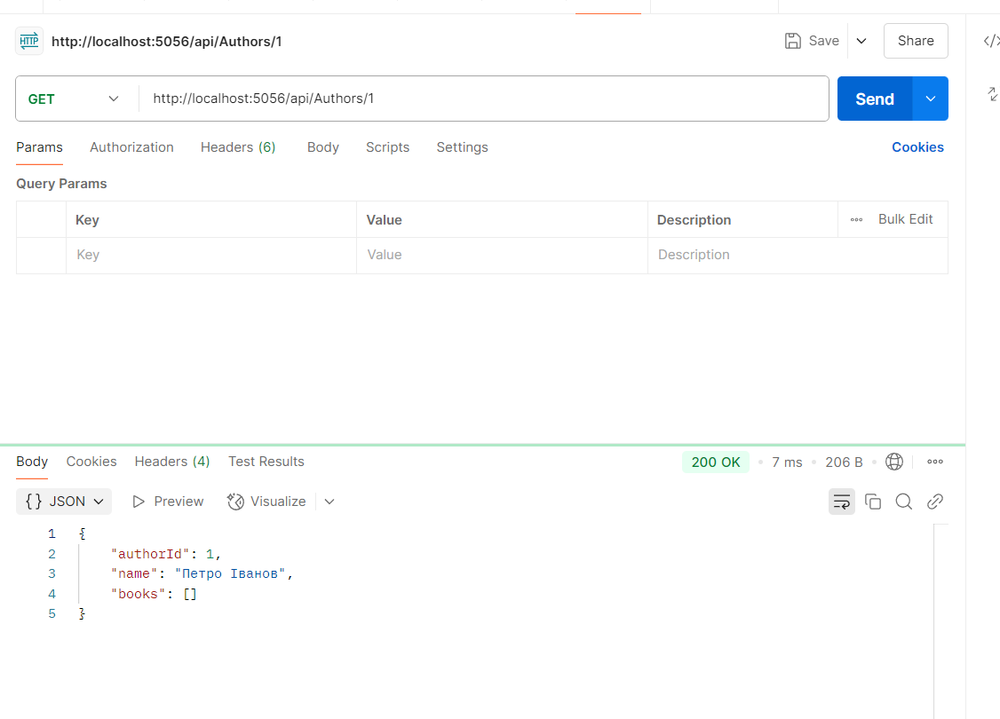 HTTP http://localhost:5056/api/Authors/1 Save Share
GET http://localhost:5056/api/Authors/1 Send
Params Authorization Headers (6) Body Scripts Settings Cookies
Query Params
Key Value Description Bulk Edit
Key Value Description
Body Cookies Headers (4) Test Results 200 OK 7 ms 206 B
{} JSON Preview Visualize
1 {
2 "authorId": 1,
3 "name": "Петро Іванов",
4 "books": []
5 }